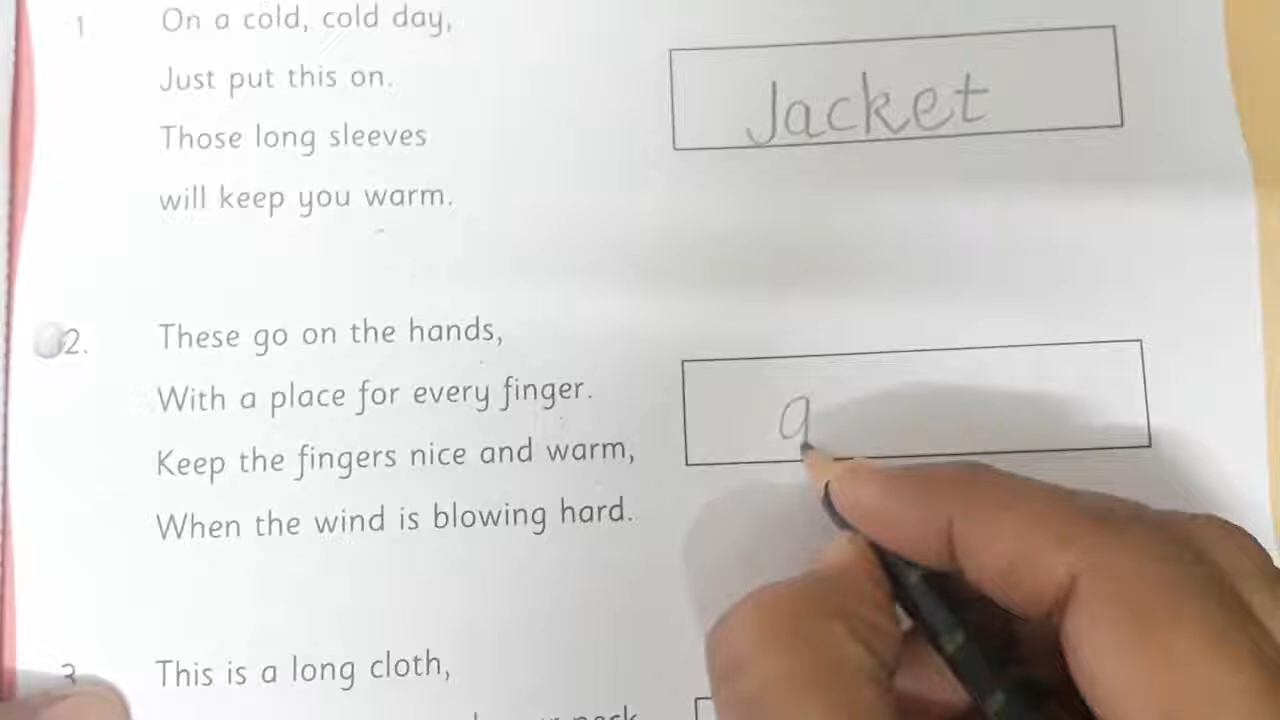 1. On a cold, cold day,
Just put this on.
Those long sleeves
will keep you warm.
Jacket
2. These go on the hands,
With a place for every finger.
Keep the fingers nice and warm,
When the wind is blowing hard.
g
3 This is a long cloth,
neck